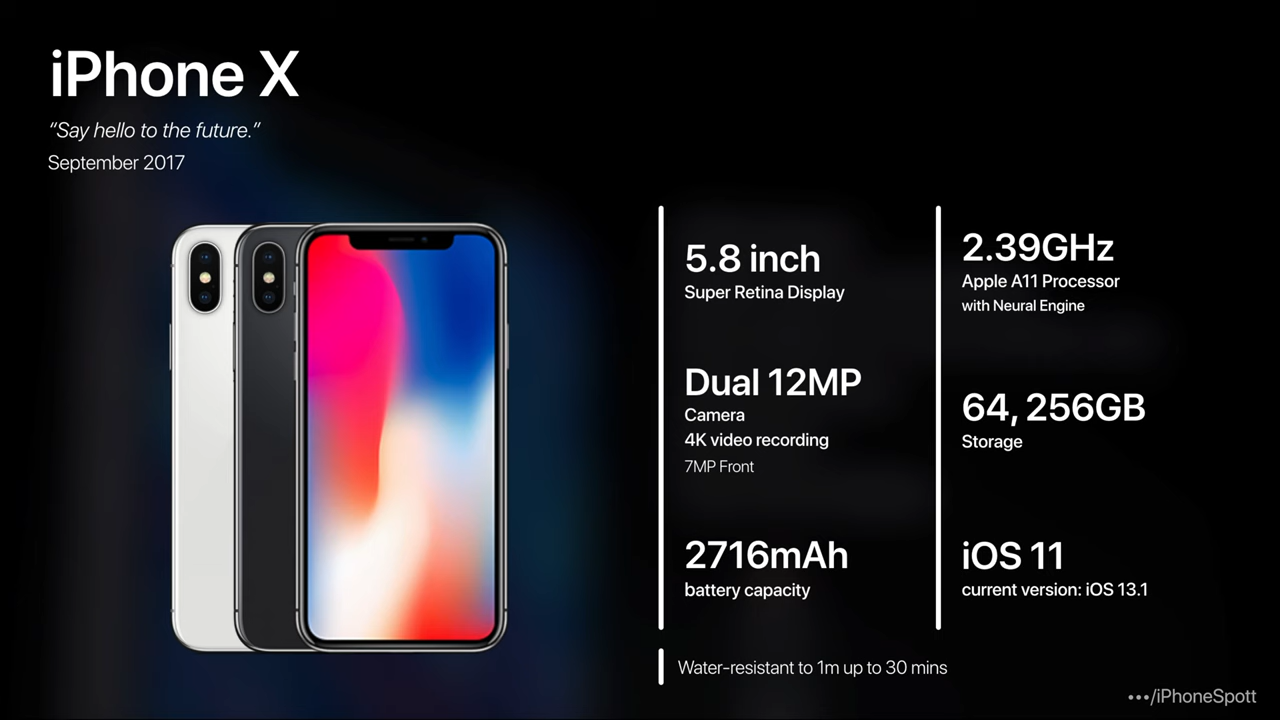 iPhone X
“Say hello to the future.”
September 2017
5.8 inch
Super Retina Display
Dual 12MP
Camera
4K video recording
7MP Front
2716mAh
battery capacity
2.39GHz
Apple A11 Processor
with Neural Engine
64, 256GB
Storage
iOS 11
current version: iOS 13.1
Water-resistant to 1m up to 30 mins
•••/iPhoneSpott